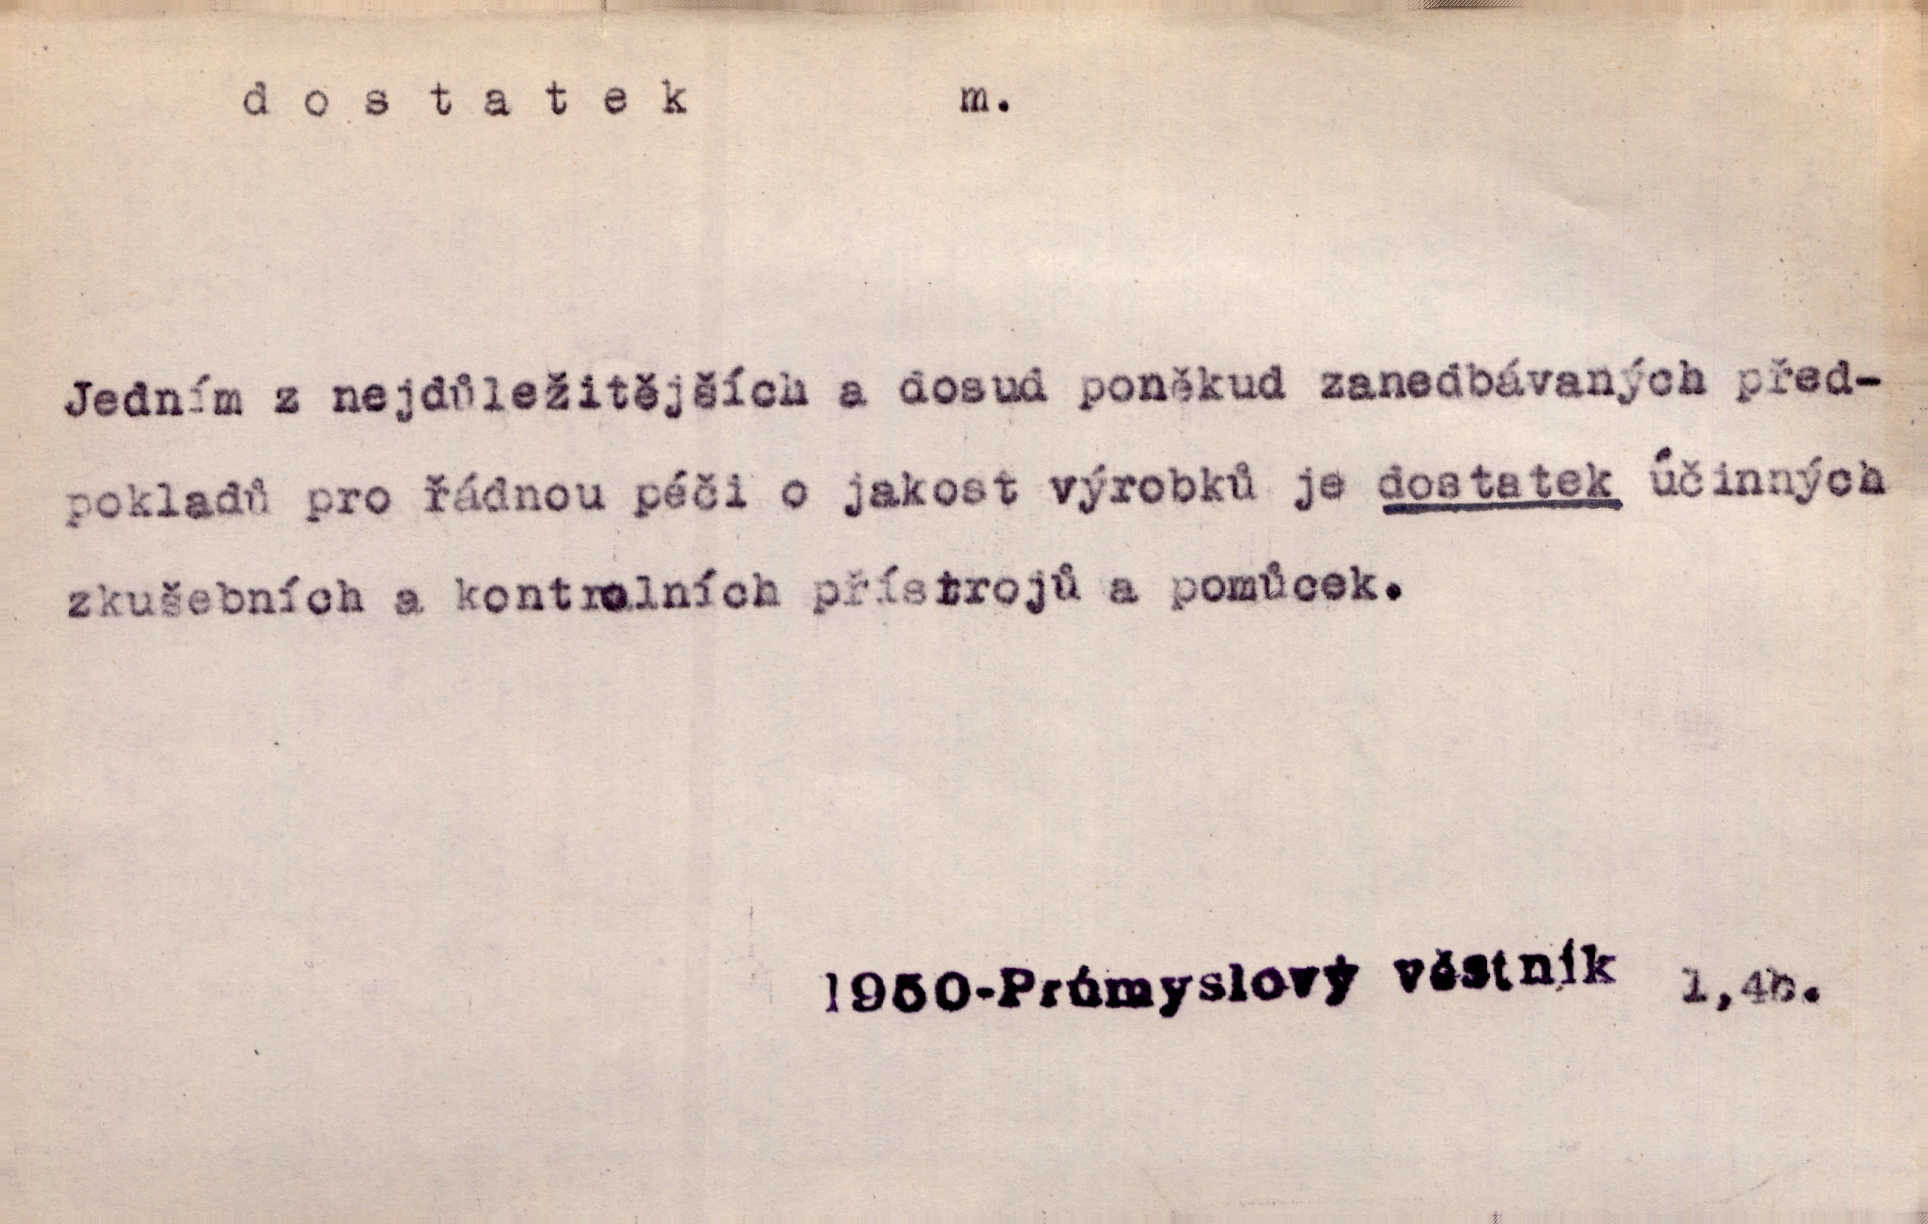 dostatek m.
Jedním z nejdůležitějších a dosud poněkud zanedbávaných před-
pokladů pro řádnou péči o jakost výrobků je dostatek účinných
zkušebních a kontrolních přístrojů a pomůcek.
1950-Průmyslový věstník 1,4b.